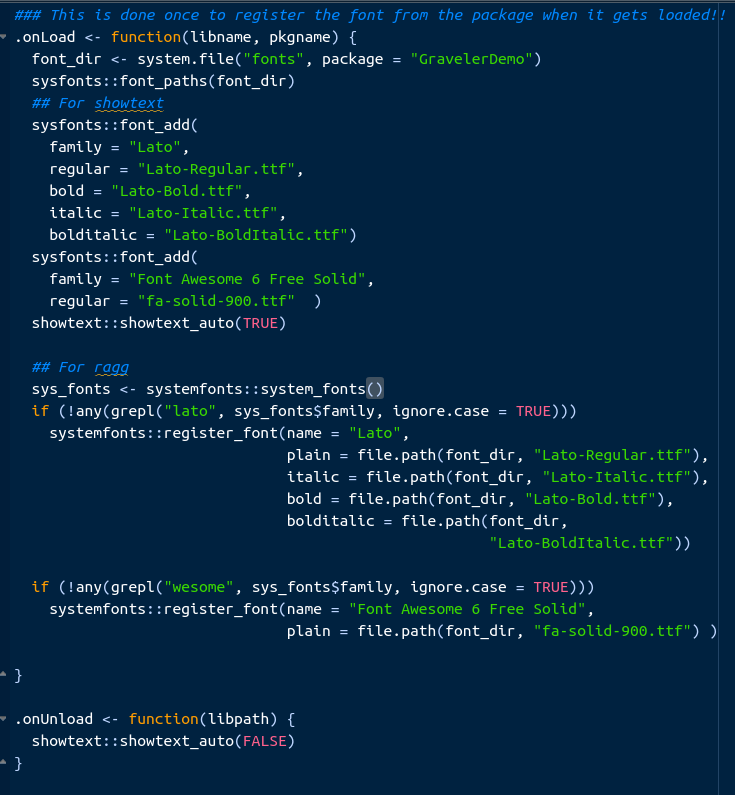 ### This is done once to register the font from the package when it gets loaded!!
.onLoad <- function(libname, pkgname) {
  font_dir <- system.file("fonts", package = "GravelerDemo")
  sysfonts::font_paths(font_dir)
  ## For showtext
  sysfonts::font_add(
    family = "Lato",
    regular = "Lato-Regular.ttf",
    bold = "Lato-Bold.ttf",
    italic = "Lato-Italic.ttf",
    bolditalic = "Lato-BoldItalic.ttf")
  sysfonts::font_add(
    family = "Font Awesome 6 Free Solid",
    regular = "fa-solid-900.ttf"  )
  showtext::showtext_auto(TRUE)

  ## For ragg
  sys_fonts <- systemfonts::system_fonts()
  if (!any(grepl("lato", sys_fonts$family, ignore.case = TRUE)))
    systemfonts::register_font(name = "Lato",
                               plain = file.path(font_dir, "Lato-Regular.ttf"),
                               italic = file.path(font_dir, "Lato-Italic.ttf"),
                               bold = file.path(font_dir, "Lato-Bold.ttf"),
                               bolditalic = file.path(font_dir,
                                                      "Lato-BoldItalic.ttf"))

  if (!any(grepl("wesome", sys_fonts$family, ignore.case = TRUE)))
    systemfonts::register_font(name = "Font Awesome 6 Free Solid",
                               plain = file.path(font_dir, "fa-solid-900.ttf") )

}

.onUnload <- function(libpath) {
  showtext::showtext_auto(FALSE)
}